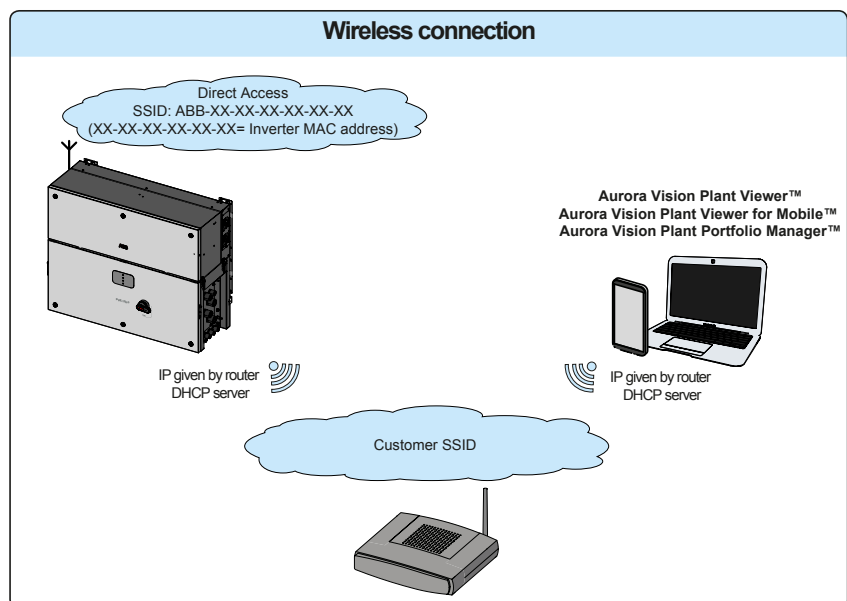 Wireless connection
Direct Access
SSID: ABB-XX-XX-XX-XX-XX-XX
(XX-XX-XX-XX-XX-XX= Inverter MAC address)
Aurora Vision Plant Viewer™
Aurora Vision Plant Viewer for Mobile™
Aurora Vision Plant Portfolio Manager™
IP given by router
DHCP server
IP given by router
DHCP server
Customer SSID